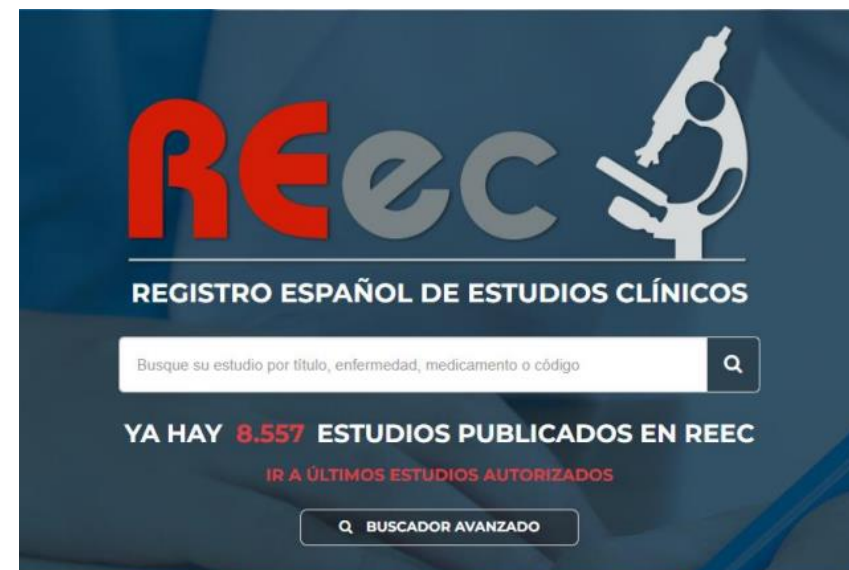 REec
REGISTRO ESPAÑOL DE ESTUDIOS CLÍNICOS
Busque su estudio por título, enfermedad, medicamento o código
YA HAY 8.557 ESTUDIOS PUBLICADOS EN REEC
IR A ÚLTIMOS ESTUDIOS AUTORIZADOS
BUSCADOR AVANZADO